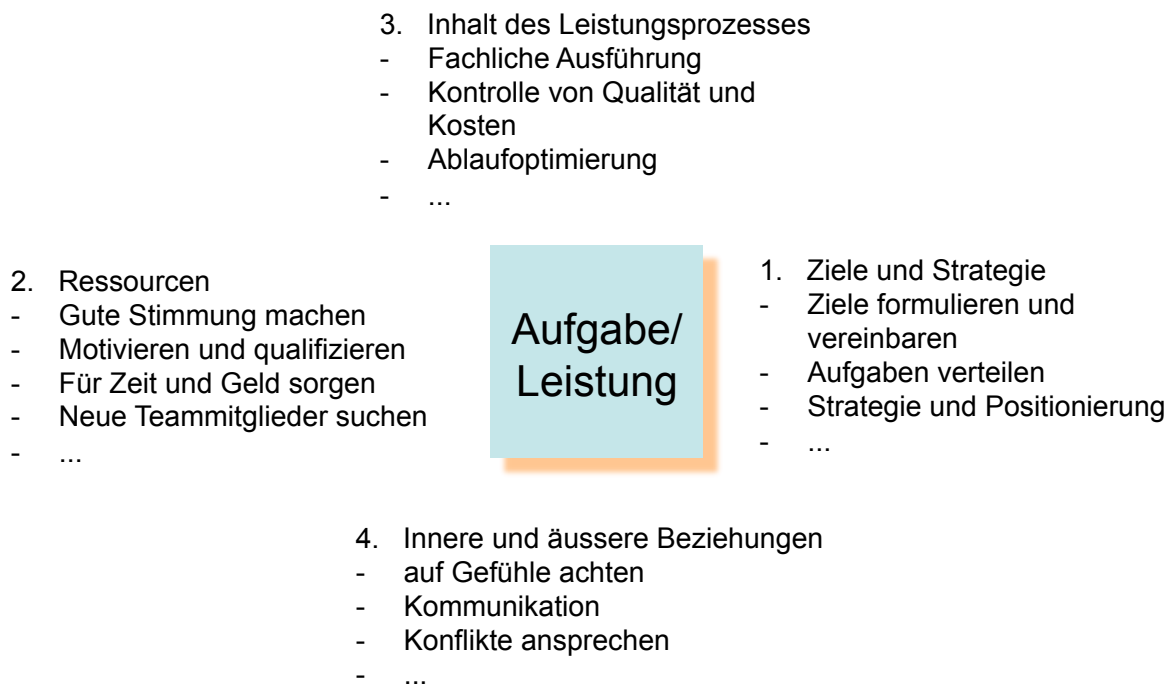 3. Inhalt des Leistungsprozesses
- Fachliche Ausführung
- Kontrolle von Qualität und
Kosten
- Ablaufoptimierung
- ...
2. Ressourcen
- Gute Stimmung machen
- Motivieren und qualifizieren
- Für Zeit und Geld sorgen
- Neue Teammitglieder suchen
- ...
Aufgabe/
Leistung
1. Ziele und Strategie
- Ziele formulieren und
vereinbaren
- Aufgaben verteilen
- Strategie und Positionierung
- ...
4. Innere und äussere Beziehungen
- auf Gefühle achten
- Kommunikation
- Konflikte ansprechen
- ...